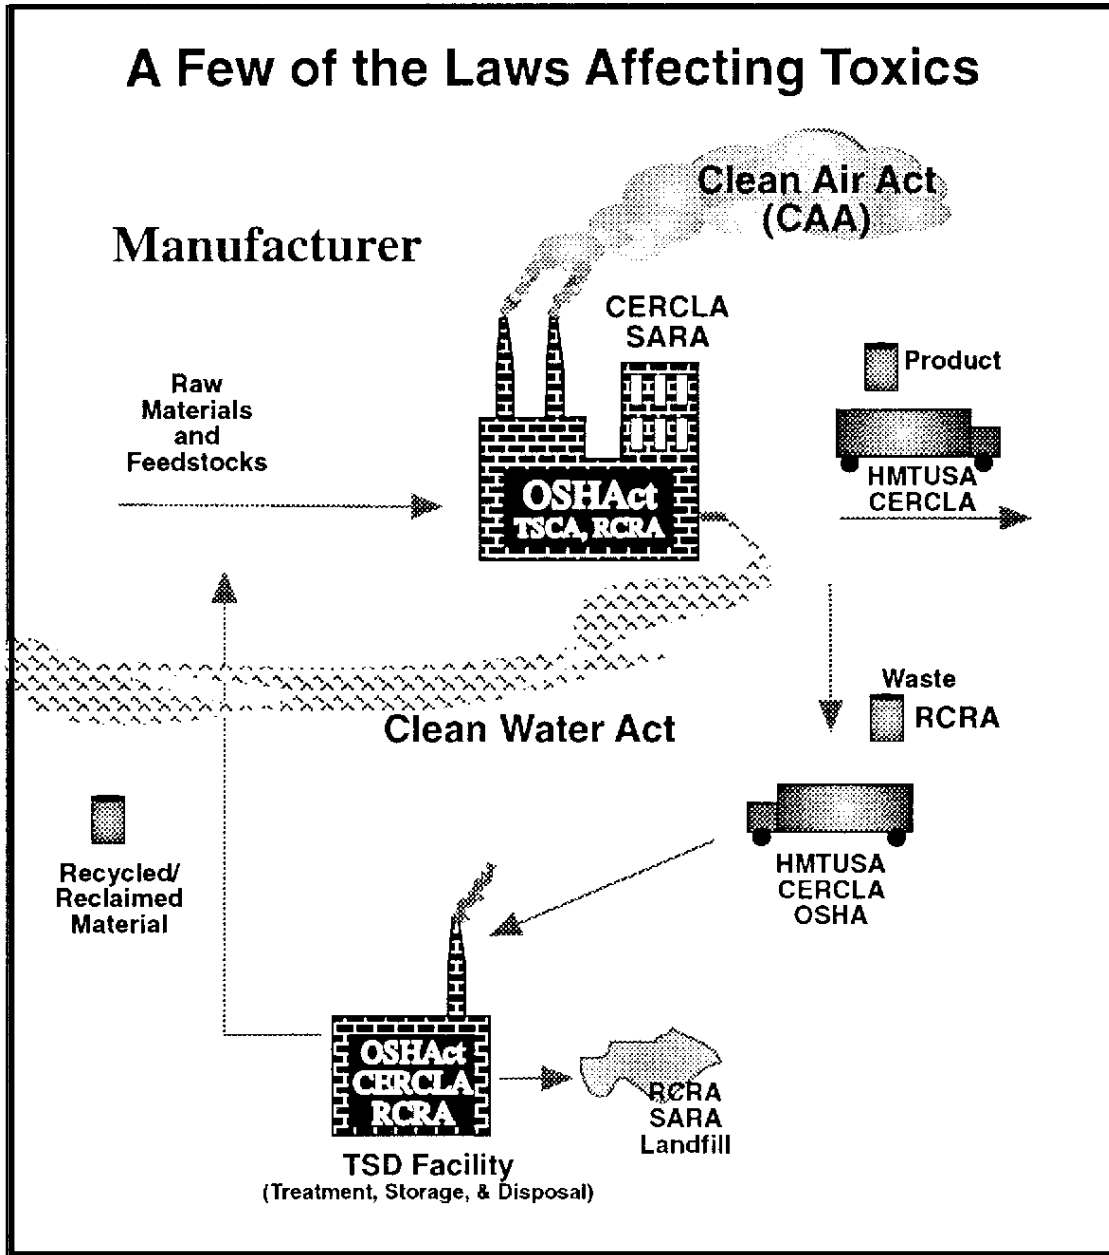 A Few of the Laws Affecting Toxics
Clean Air Act
(CAA)
Manufacturer
CERCLA
SARA
Product
Raw
Materials
and
Feedstocks
HMTUSA
CERCLA
OSHAct
TSCA, RCRA
Waste
RCRA
Clean Water Act
Recycled/
Reclaimed
Material
HMTUSA
CERCLA
OSHA
OSHAct
CERCLA
RCRA
RCRA
SARA
Landfill
TSD Facility
(Treatment, Storage, & Disposal)